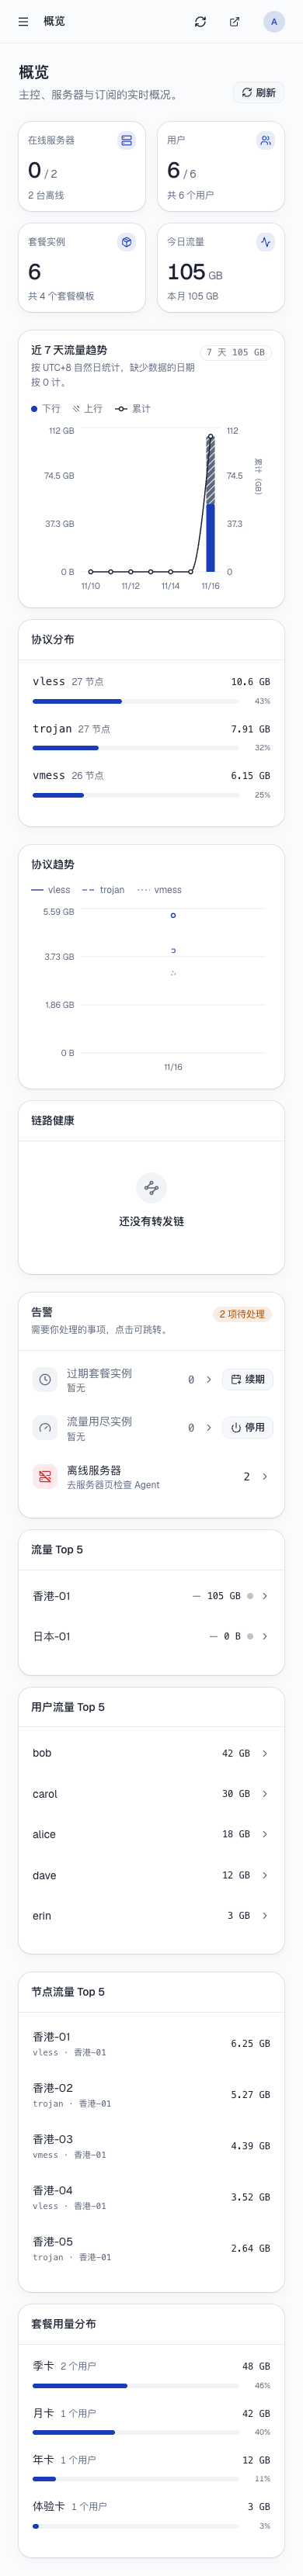 概览
A
概览
主控、服务器与订阅的实时概况。
刷新
在线服务器
0 / 2
2 台离线
用户
6 / 6
共 6 个用户
套餐实例
6
共 4 个套餐模板
今日流量
105 GB
本月 105 GB
近 7 天流量趋势
7 天 105 GB
按 UTC+8 自然日统计，缺少数据的日期
按 0 计。
下行 上行 累计
112 GB
74.5 GB
37.3 GB
0 B
112
74.5
37.3
0
累计 (GB)
11/10 11/12 11/14 11/16
协议分布
vless 27 节点 10.6 GB
43%
trojan 27 节点 7.91 GB
32%
vmess 26 节点 6.15 GB
25%
协议趋势
vless trojan vmess
5.59 GB
3.73 GB
1.86 GB
0 B
11/16
链路健康
还没有转发链
告警
2 项待处理
需要你处理的事项，点击可跳转。
过期套餐实例
暂无
0
续期
流量用尽实例
暂无
0
停用
离线服务器
去服务器页检查 Agent
2
流量 Top 5
香港-01 — 105 GB
日本-01 — 0 B
用户流量 Top 5
bob 42 GB
carol 30 GB
alice 18 GB
dave 12 GB
erin 3 GB
节点流量 Top 5
香港-01 6.25 GB
vless · 香港-01
香港-02 5.27 GB
trojan · 香港-01
香港-03 4.39 GB
vmess · 香港-01
香港-04 3.52 GB
vless · 香港-01
香港-05 2.64 GB
trojan · 香港-01
套餐用量分布
季卡 2 个用户 48 GB
46%
月卡 1 个用户 42 GB
40%
年卡 1 个用户 12 GB
11%
体验卡 1 个用户 3 GB
3%